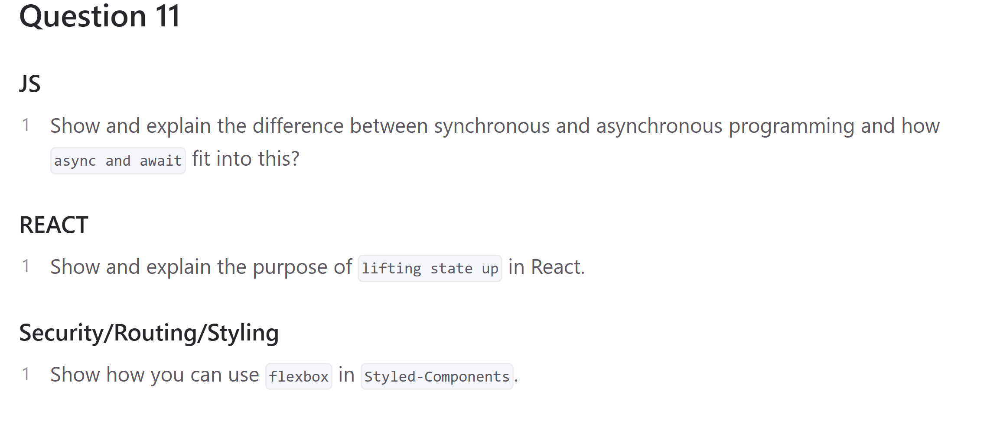 Question 11
JS
1 Show and explain the difference between synchronous and asynchronous programming and how
async and await fit into this?
REACT
1 Show and explain the purpose of lifting state up in React.
Security/Routing/Styling
1 Show how you can use flexbox in Styled-Components.